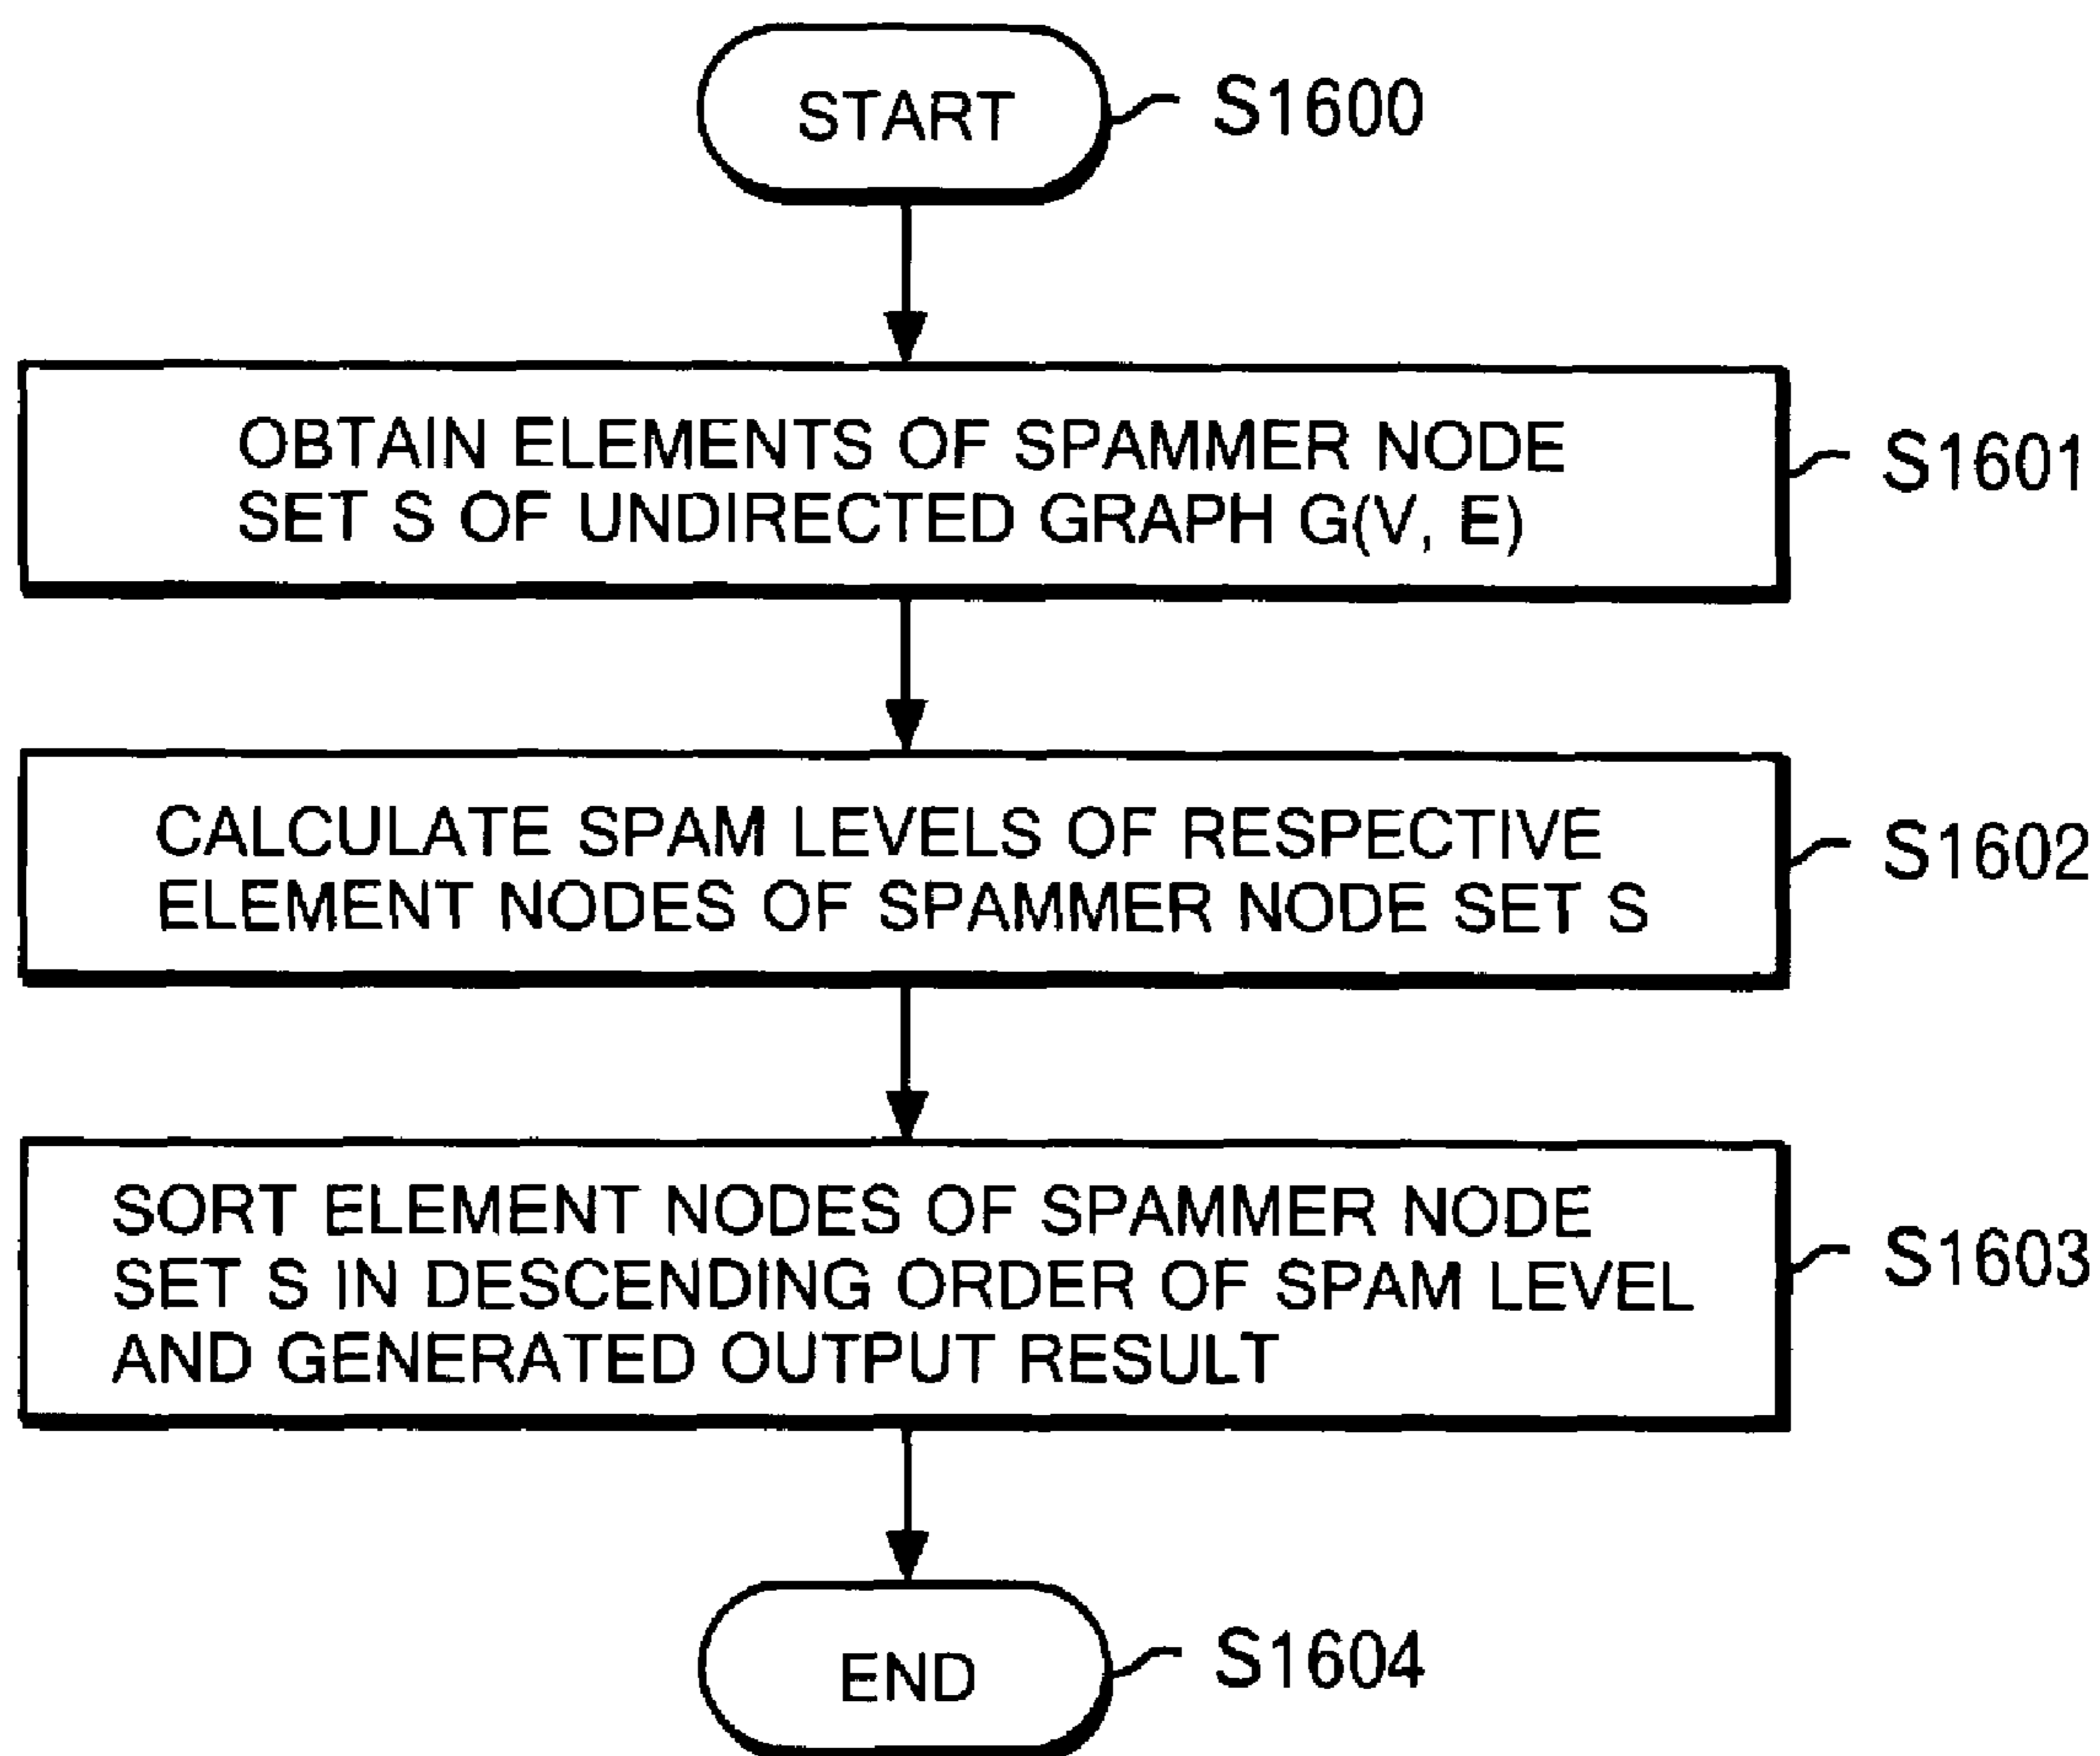 START
S1600
OBTAIN ELEMENTS OF SPAMMER NODE
SET S OF UNDIRECTED GRAPH G(V, E)
S1601
CALCULATE SPAM LEVELS OF RESPECTIVE
ELEMENT NODES OF SPAMMER NODE SET S
S1602
SORT ELEMENT NODES OF SPAMMER NODE
SET S IN DESCENDING ORDER OF SPAM LEVEL
AND GENERATED OUTPUT RESULT
S1603
END
S1604